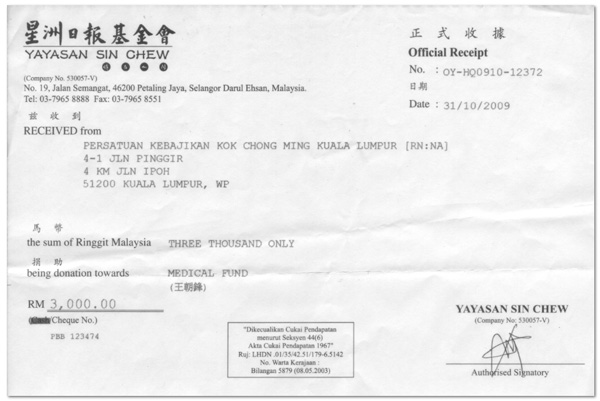 星洲日報基金會
YAYASAN SIN CHEW
(Company No. 530057-V)
No. 19, Jalan Semangat, 46200 Petaling Jaya, Selangor Darul Ehsan, Malaysia.
Tel: 03-7965 8888 Fax: 03-7965 8551
正式收據
Official Receipt
No. : OY-HQ0910-12372
日期
Date : 31/10/2009
茲收到
RECEIVED from
PERSATUAN KEBAJIKAN KOK CHONG MING KUALA LUMPUR [RN:NA]
4-1 JLN PINGGIR
4 KM JLN IPOH
51200 KUALA LUMPUR, WP
馬幣
the sum of Ringgit Malaysia THREE THOUSAND ONLY
捐助
being donation towards MEDICAL FUND
(王朝鋒)
RM 3,000.00
(Cash/Cheque No.)
PBB 123474
"Dikecualikan Cukai Pendapatan
menurut Seksyen 44(6)
Akta Cukai Pendapatan 1967"
Ruj: LHDN .01/35/42.51/179-6.5142
No. Warta Kerajaan :
Bilangan 5879 (08.05.2003)
YAYASAN SIN CHEW
(Company No: 530057-V)
Authorised Signatory